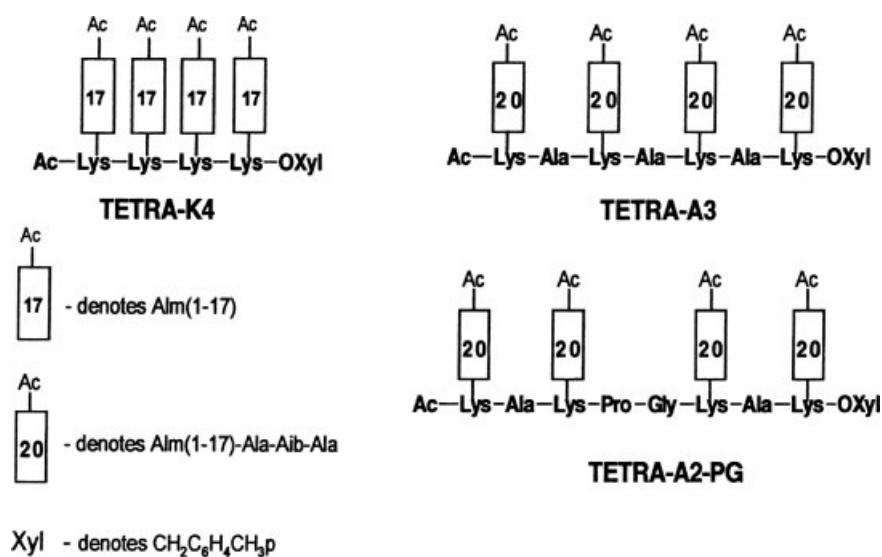 Ac Ac Ac Ac
17 17 17 17
Ac–Lys–Lys–Lys–Lys–OXyl
TETRA-K4
Ac Ac Ac Ac
20 20 20 20
Ac–Lys–Ala–Lys–Ala–Lys–Ala–Lys–OXyl
TETRA-A3
Ac
17 - denotes Alm(1-17)
Ac
20 - denotes Alm(1-17)-Ala-Aib-Ala
Ac Ac Ac Ac
20 20 20 20
Ac–Lys–Ala–Lys–Pro–Gly–Lys–Ala–Lys–OXyl
TETRA-A2-PG
Xyl - denotes CH₂C₆H₄CH₃p